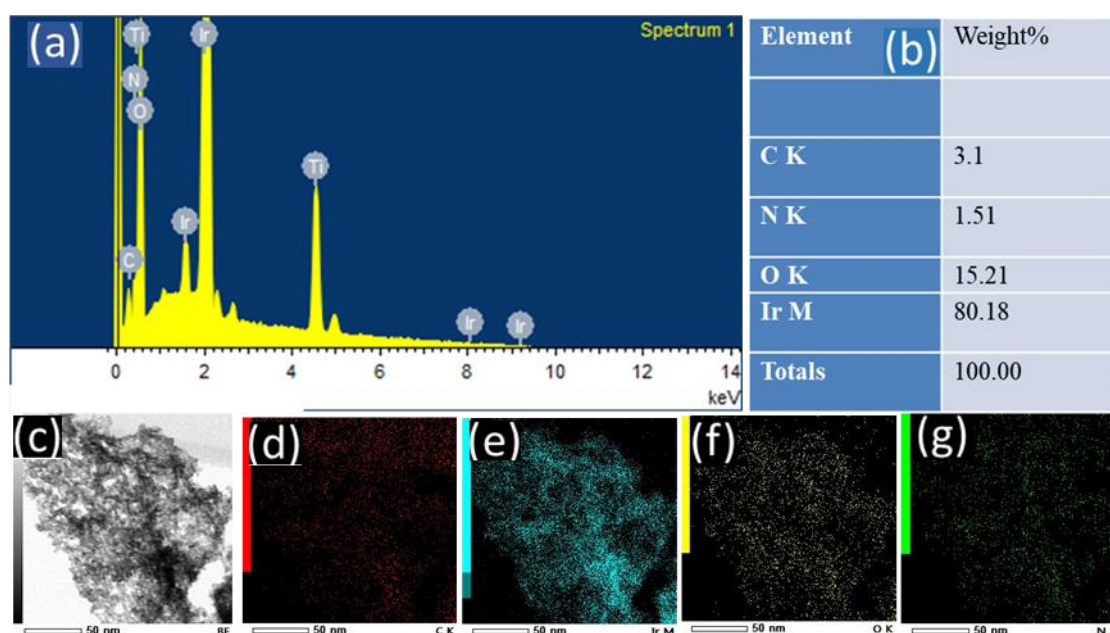 (a)
Spectrum 1
Ti
Ir
N
O
Ti
Ir
C
Ir
Ir
0 2 4 6 8 10 12 14
keV
Element (b) Weight%
C K 3.1
N K 1.51
O K 15.21
Ir M 80.18
Totals 100.00
(c) (d) (e) (f) (g)
50 nm BF
50 nm C K
50 nm Ir M
50 nm O K
50 nm N